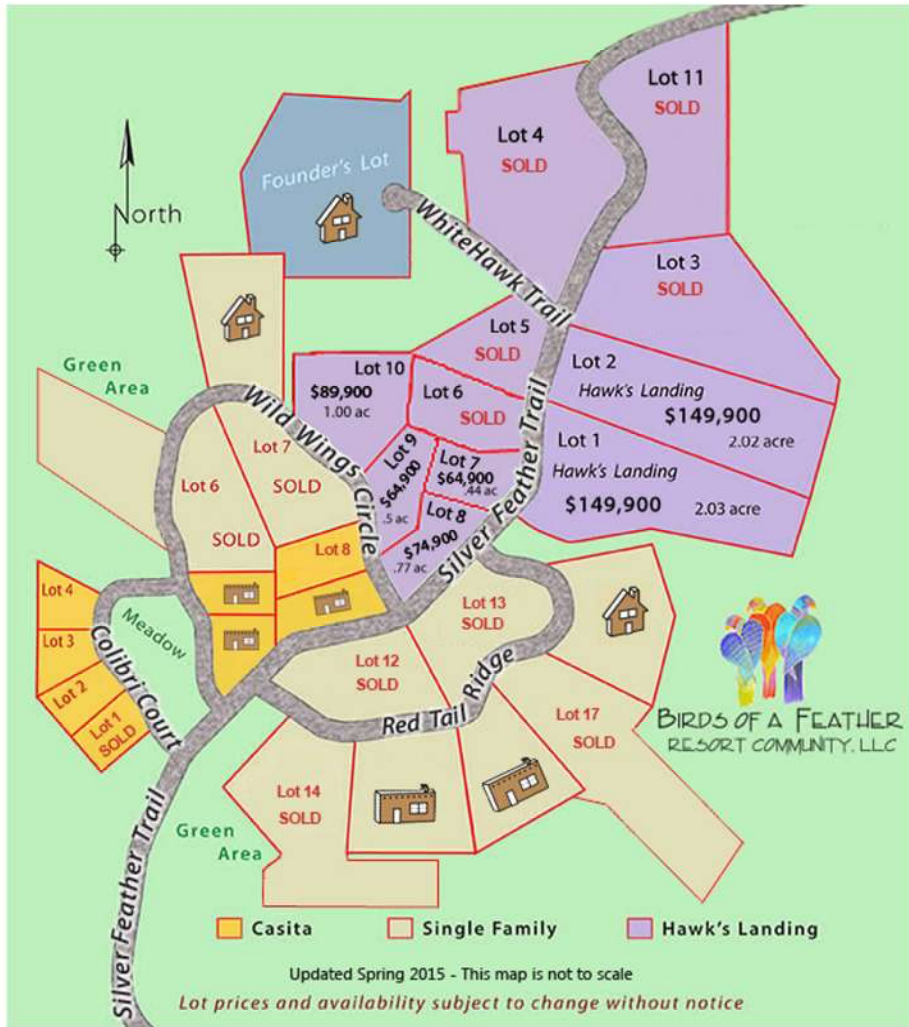 Lot 11
SOLD
Lot 4
SOLD
Founder's Lot
North
WhiteHawk Trail
Lot 3
SOLD
Lot 5
SOLD
Lot 2
Hawk's Landing
$149,900
2.02 acre
Green
Area
Lot 10
$89,900
1.00 ac
Lot 6
SOLD
Silver Feather Trail
Lot 1
Hawk's Landing
$149,900
2.03 acre
Wild Wings Circle
Lot 7
SOLD
Lot 9
$64,900
.5 ac
Lot 7
$64,900
.44 ac
Lot 6
SOLD
Lot 8
$74,900
.77 ac
Lot 8
Lot 4
Meadow
Lot 3
Colibri Court
Lot 2
Lot 1
SOLD
Lot 13
SOLD
Lot 12
SOLD
Red Tail Ridge
Lot 17
SOLD
BIRDS OF A FEATHER
RESORT COMMUNITY, LLC
Lot 14
SOLD
Green
Area
Silver Feather Trail
Casita
Single Family
Hawk's Landing
Updated Spring 2015 - This map is not to scale
Lot prices and availability subject to change without notice